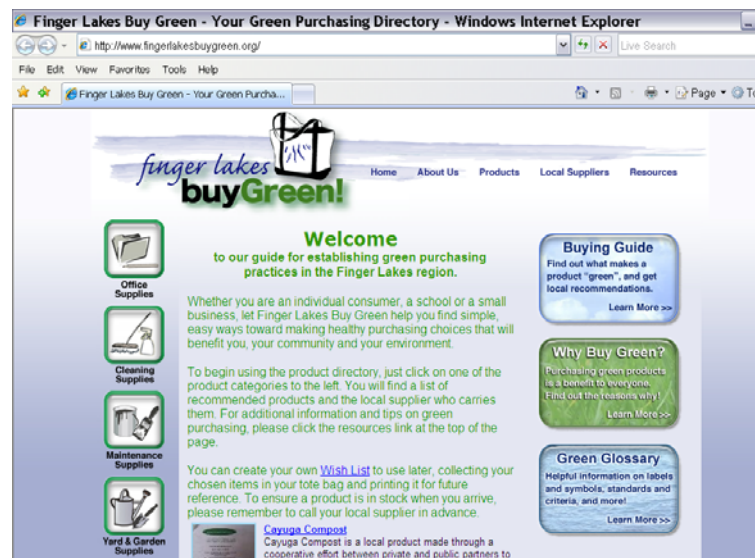 Finger Lakes Buy Green - Your Green Purchasing Directory - Windows Internet Explorer
http://www.fingerlakesbuygreen.org/
Live Search
File Edit View Favorites Tools Help
Finger Lakes Buy Green - Your Green Purcha...
Page
finger lakes
buyGreen!
Home About Us Products Local Suppliers Resources
Office
Supplies
Cleaning
Supplies
Maintenance
Supplies
Yard & Garden
Supplies
Welcome
to our guide for establishing green purchasing
practices in the Finger Lakes region.
Whether you are an individual consumer, a school or a small
business, let Finger Lakes Buy Green help you find simple,
easy ways toward making healthy purchasing choices that will
benefit you, your community and your environment.
To begin using the product directory, just click on one of the
product categories to the left. You will find a list of
recommended products and the local supplier who carries
them. For additional information and tips on green
purchasing, please click the resources link at the top of the
page.
You can create your own Wish List to use later, collecting your
chosen items in your tote bag and printing it for future
reference. To ensure a product is in stock when you arrive,
please remember to call your local supplier in advance.
Cayuga Compost
Cayuga Compost is a local product made through a
cooperative effort between private and public partners to
Buying Guide
Find out what makes a
product "green", and get
local recommendations.
Learn More >>
Why Buy Green?
Purchasing green products
is a benefit to everyone.
Find out the reasons why!
Learn More >>
Green Glossary
Helpful information on labels
and symbols, standards and
criteria, and more!
Learn More >>